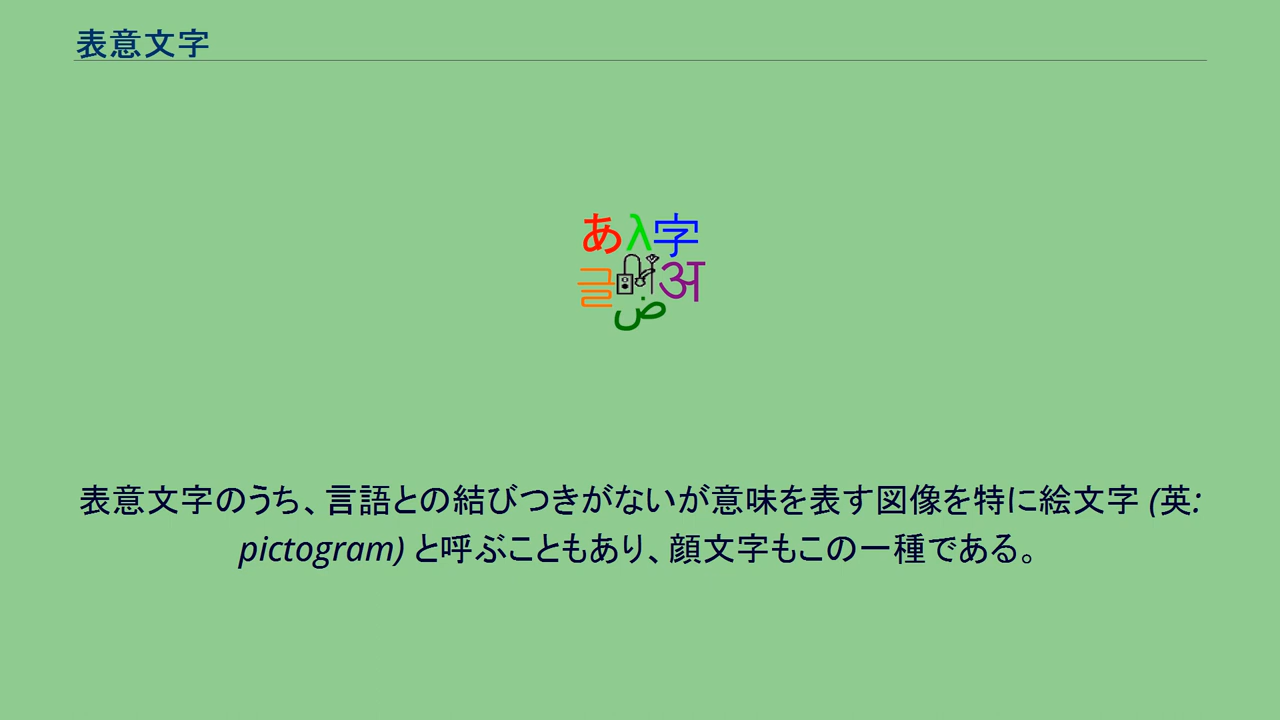 表意文字
あλ字
글अ
ض
表意文字のうち、言語との結びつきがないが意味を表す図像を特に絵文字 (英:
pictogram) と呼ぶこともあり、顔文字もこの一種である。